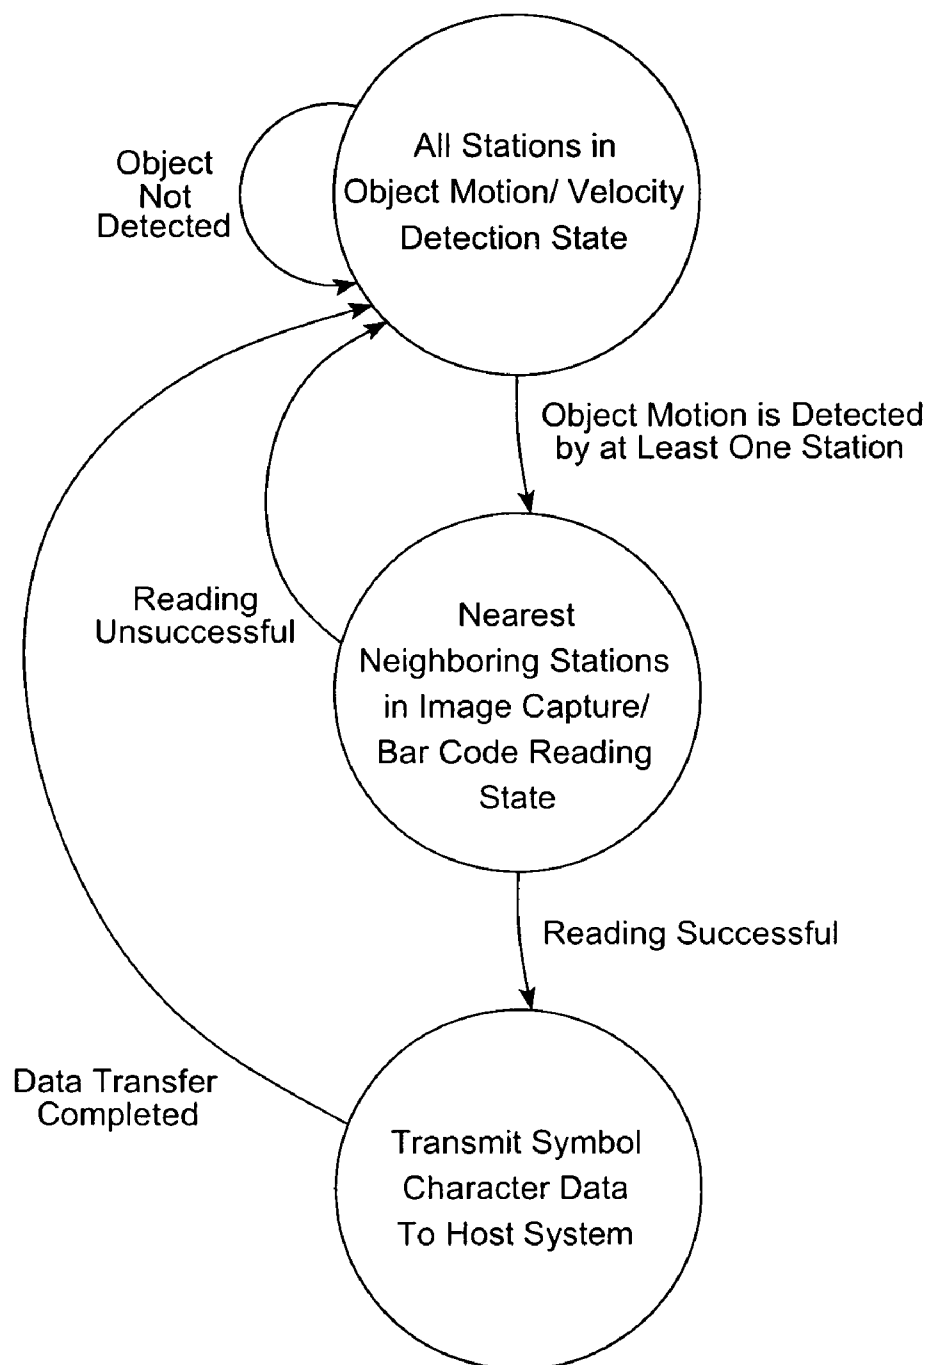 All Stations in
Object Motion/ Velocity
Detection State
Object
Not
Detected
Object Motion is Detected
by at Least One Station
Nearest
Neighboring Stations
in Image Capture/
Bar Code Reading
State
Reading
Unsuccessful
Reading Successful
Data Transfer
Completed
Transmit Symbol
Character Data
To Host System